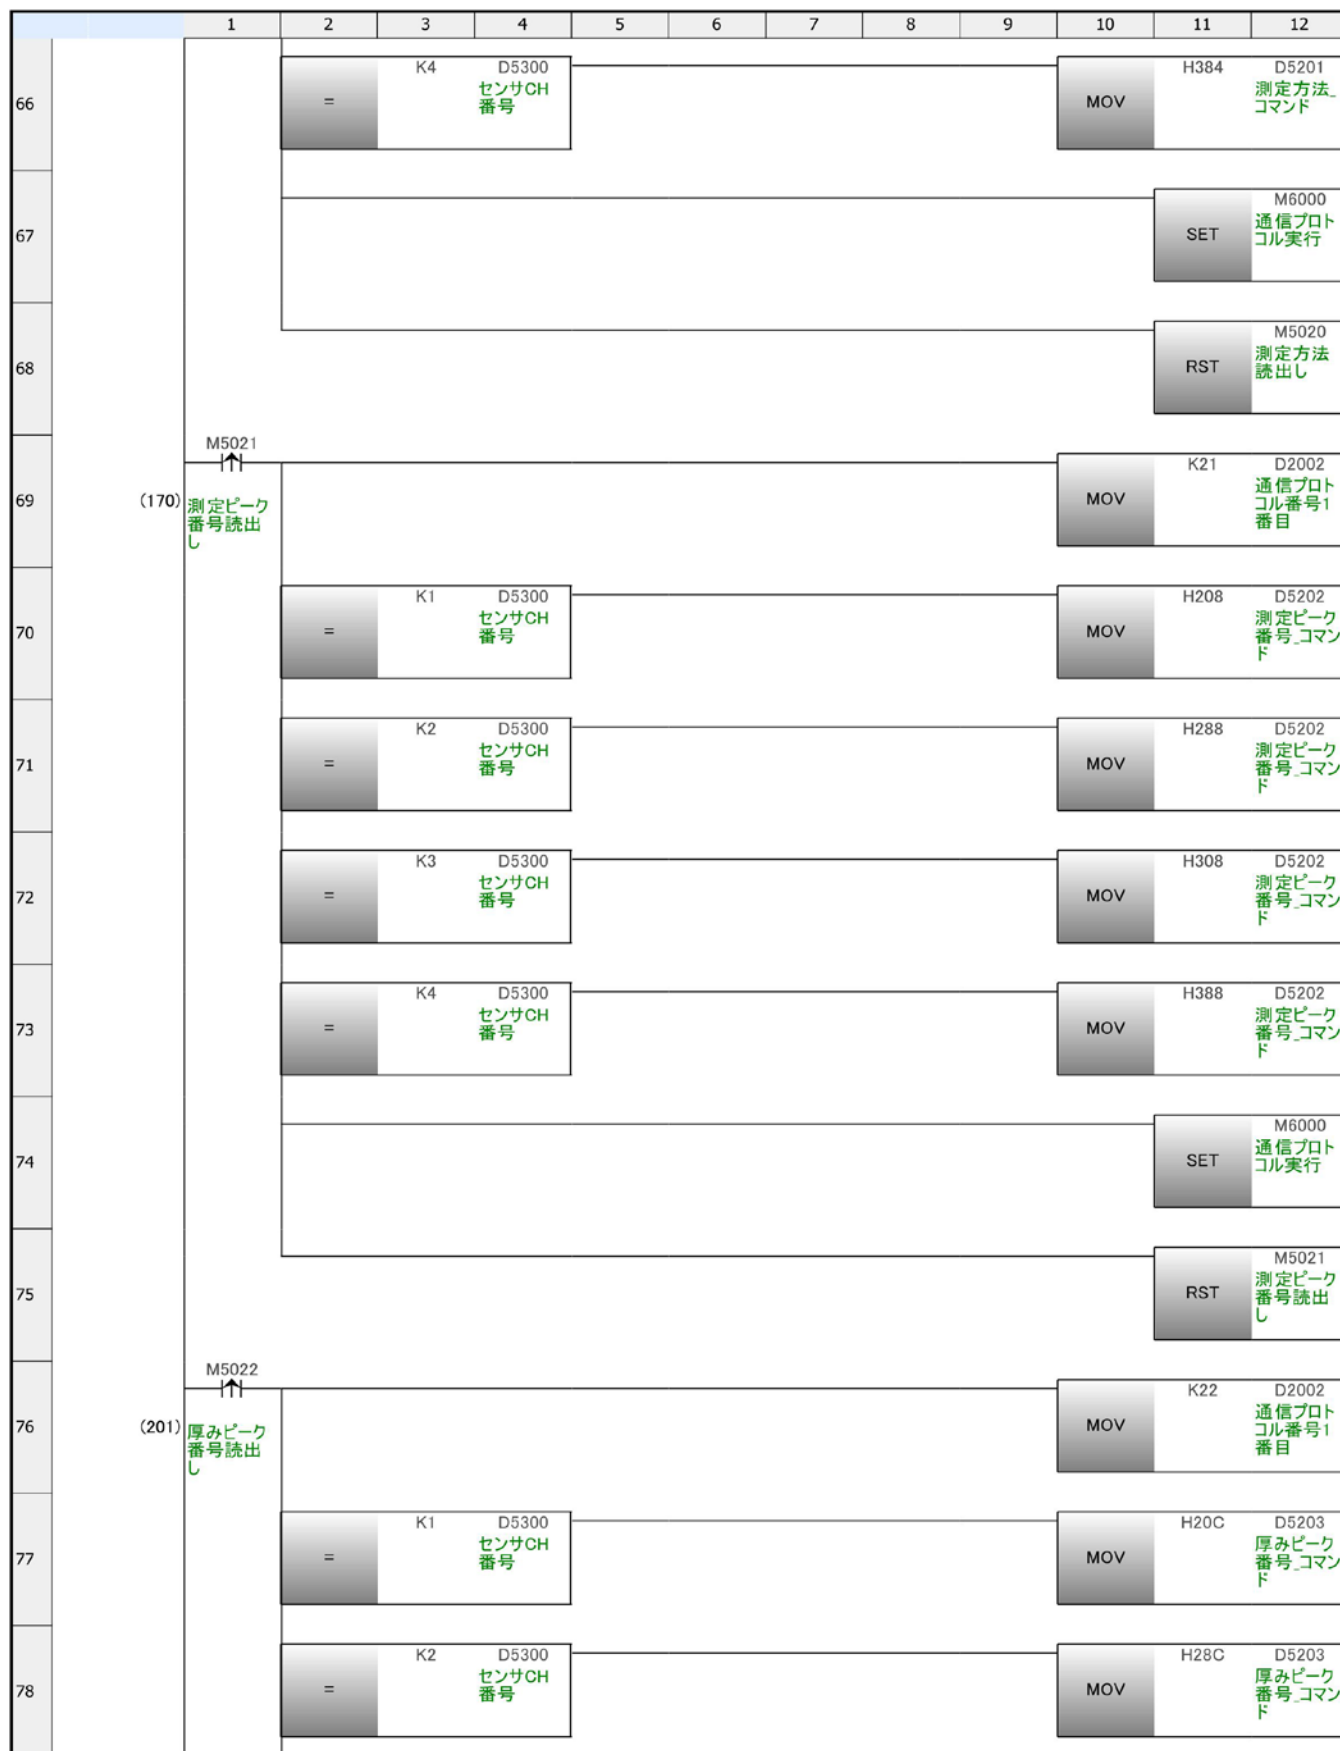 1 2 3 4 5 6 7 8 9 10 11 12
66
=
K4 D5300
センサCH
番号
MOV
H384 D5201
測定方法_
コマンド
67
SET
M6000
通信プロト
コル実行
68
RST
M5020
測定方法
読出し
69
(170)
M5021
測定ピーク
番号読出
し
MOV
K21 D2002
通信プロト
コル番号1
番目
70
=
K1 D5300
センサCH
番号
MOV
H208 D5202
測定ピーク
番号_コマン
ド
71
=
K2 D5300
センサCH
番号
MOV
H288 D5202
測定ピーク
番号_コマン
ド
72
=
K3 D5300
センサCH
番号
MOV
H308 D5202
測定ピーク
番号_コマン
ド
73
=
K4 D5300
センサCH
番号
MOV
H388 D5202
測定ピーク
番号_コマン
ド
74
SET
M6000
通信プロト
コル実行
75
RST
M5021
測定ピーク
番号読出
し
76
(201)
M5022
厚みピーク
番号読出
し
MOV
K22 D2002
通信プロト
コル番号1
番目
77
=
K1 D5300
センサCH
番号
MOV
H20C D5203
厚みピーク
番号_コマン
ド
78
=
K2 D5300
センサCH
番号
MOV
H28C D5203
厚みピーク
番号_コマン
ド